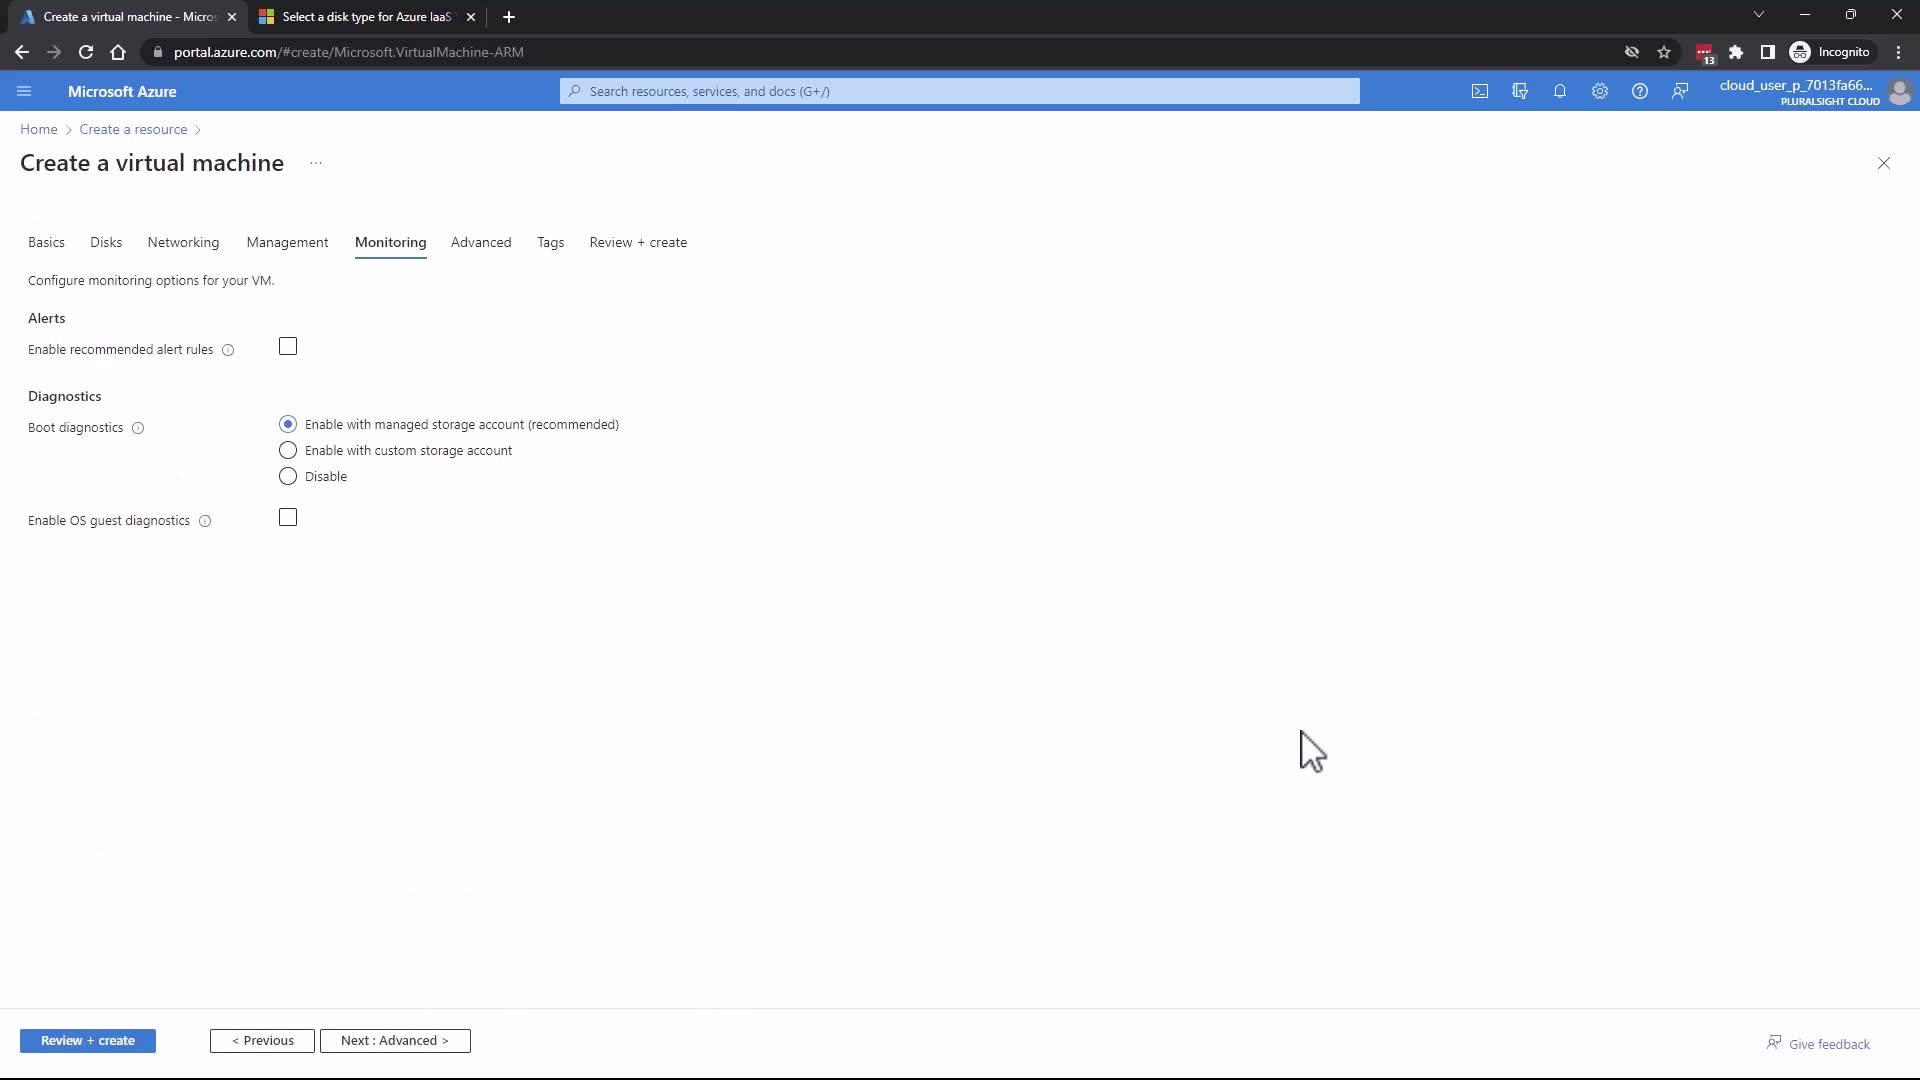 Create a virtual machine - Micros
Select a disk type for Azure IaaS
portal.azure.com/#create/Microsoft.VirtualMachine-ARM
13
Incognito
Microsoft Azure
Search resources, services, and docs (G+/)
cloud_user_p_7013fa66...
PLURALSIGHT CLOUD
Home > Create a resource >
Create a virtual machine ...
Basics Disks Networking Management Monitoring Advanced Tags Review + create
Configure monitoring options for your VM.
Alerts
Enable recommended alert rules
Diagnostics
Boot diagnostics
Enable with managed storage account (recommended)
Enable with custom storage account
Disable
Enable OS guest diagnostics
Review + create
< Previous
Next : Advanced >
Give feedback